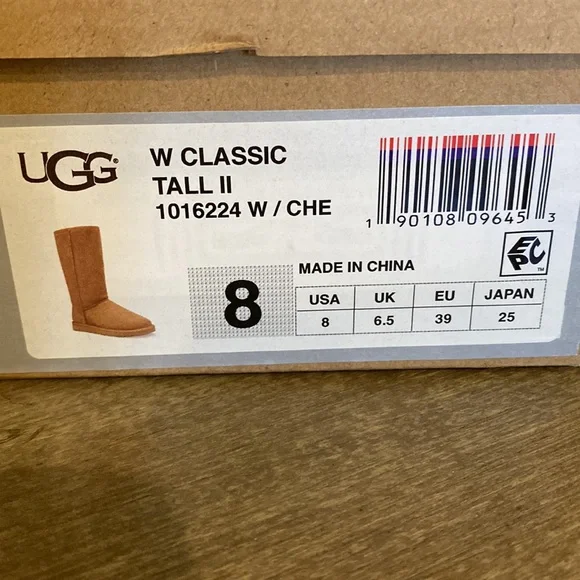 UGG®
W CLASSIC
TALL II
1016224 W / CHE
1 90108 09645 3
EPC™
MADE IN CHINA
8
USA UK EU JAPAN
8 6.5 39 25